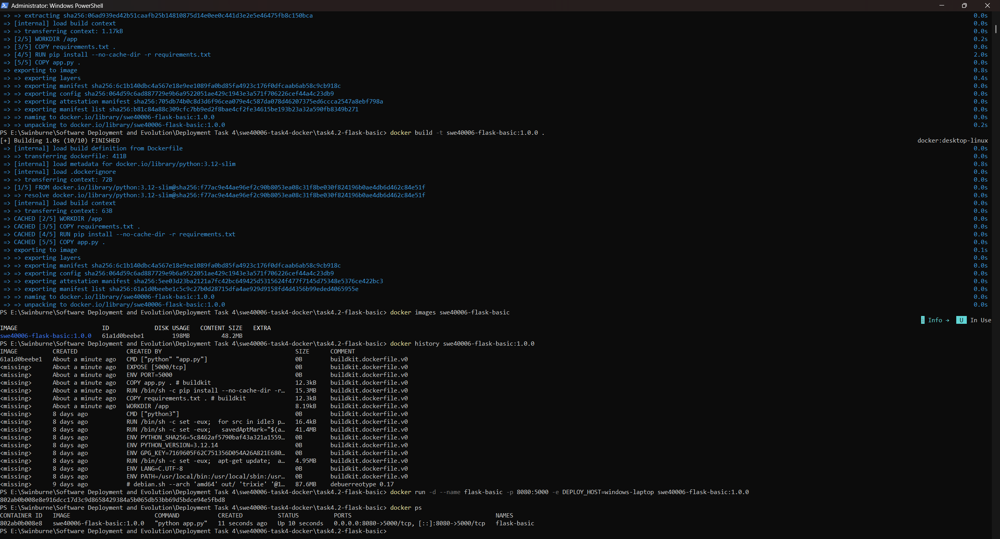 Administrator: Windows PowerShell
=> => extracting sha256:06ad939ed42b51caafb25b14810875d14e0ee0c441d3e2e5e46475fb8c150bca 0.0s
=> [internal] load build context 0.0s
=> => transferring context: 1.17kB 0.0s
=> [2/5] WORKDIR /app 0.2s
=> [3/5] COPY requirements.txt . 0.0s
=> [4/5] RUN pip install --no-cache-dir -r requirements.txt 2.0s
=> [5/5] COPY app.py . 0.0s
=> exporting to image 0.8s
=> => exporting layers 0.4s
=> => exporting manifest sha256:6c1b140dbc4a567e18e9ee1089fa0bd85fa4923c176f0dfcaab6ab58c9cb918c 0.0s
=> => exporting config sha256:064d59c6ad887729e9b6a9522051ae429c1943e3a571f706226cef44a4c23db9 0.0s
=> => exporting attestation manifest sha256:705db74b0c8d3d6f96cea079e4c587da078d46207375ed6ccca2547a8ebf798a 0.0s
=> => exporting manifest list sha256:b81c84a88c309cfc7bb9ed2f8bae4cf2fe34615be193b23a32a590fb8349b271 0.0s
=> => naming to docker.io/library/swe40006-flask-basic:1.0.0 0.0s
=> => unpacking to docker.io/library/swe40006-flask-basic:1.0.0 0.2s
PS E:\Swinburne\Software Deployment and Evolution\Deployment Task 4\swe40006-task4-docker\task4.2-flask-basic> docker build -t swe40006-flask-basic:1.0.0 .
[+] Building 1.0s (10/10) FINISHED docker:desktop-linux
=> [internal] load build definition from Dockerfile 0.0s
=> => transferring dockerfile: 411B 0.0s
=> [internal] load metadata for docker.io/library/python:3.12-slim 0.8s
=> [internal] load .dockerignore 0.0s
=> => transferring context: 72B 0.0s
=> [1/5] FROM docker.io/library/python:3.12-slim@sha256:f77ac9e44ae96ef2c90b8053ea08c31f8be030f824196b0ae4db6d462c84e51f 0.0s
=> => resolve docker.io/library/python:3.12-slim@sha256:f77ac9e44ae96ef2c90b8053ea08c31f8be030f824196b0ae4db6d462c84e51f 0.0s
=> [internal] load build context 0.0s
=> => transferring context: 63B 0.0s
=> CACHED [2/5] WORKDIR /app 0.0s
=> CACHED [3/5] COPY requirements.txt . 0.0s
=> CACHED [4/5] RUN pip install --no-cache-dir -r requirements.txt 0.0s
=> CACHED [5/5] COPY app.py . 0.0s
=> exporting to image 0.1s
=> => exporting layers 0.0s
=> => exporting manifest sha256:6c1b140dbc4a567e18e9ee1089fa0bd85fa4923c176f0dfcaab6ab58c9cb918c 0.0s
=> => exporting config sha256:064d59c6ad887729e9b6a9522051ae429c1943e3a571f706226cef44a4c23db9 0.0s
=> => exporting attestation manifest sha256:5ee03d23ba2121a7fc42bc649425d5315624f477f7145d75348e5376ce422bc3 0.0s
=> => exporting manifest list sha256:61a1d0beebe1c5c9c27b0d28715dfa4ae929d9158fd4d4356b99eded4065955e 0.0s
=> => naming to docker.io/library/swe40006-flask-basic:1.0.0 0.0s
=> => unpacking to docker.io/library/swe40006-flask-basic:1.0.0 0.0s
PS E:\Swinburne\Software Deployment and Evolution\Deployment Task 4\swe40006-task4-docker\task4.2-flask-basic> docker images swe40006-flask-basic
i Info → U In Use
IMAGE ID DISK USAGE CONTENT SIZE EXTRA
swe40006-flask-basic:1.0.0 61a1d0beebe1 198MB 48.2MB
PS E:\Swinburne\Software Deployment and Evolution\Deployment Task 4\swe40006-task4-docker\task4.2-flask-basic> docker history swe40006-flask-basic:1.0.0
IMAGE CREATED CREATED BY SIZE COMMENT
61a1d0beebe1 About a minute ago CMD ["python" "app.py"] 0B buildkit.dockerfile.v0
<missing> About a minute ago EXPOSE [5000/tcp] 0B buildkit.dockerfile.v0
<missing> About a minute ago ENV PORT=5000 0B buildkit.dockerfile.v0
<missing> About a minute ago COPY app.py . # buildkit 12.3kB buildkit.dockerfile.v0
<missing> About a minute ago RUN /bin/sh -c pip install --no-cache-dir -r… 15.3MB buildkit.dockerfile.v0
<missing> About a minute ago COPY requirements.txt . # buildkit 12.3kB buildkit.dockerfile.v0
<missing> About a minute ago WORKDIR /app 8.19kB buildkit.dockerfile.v0
<missing> 8 days ago CMD ["python3"] 0B buildkit.dockerfile.v0
<missing> 8 days ago RUN /bin/sh -c set -eux; for src in idle3 p… 16.4kB buildkit.dockerfile.v0
<missing> 8 days ago RUN /bin/sh -c set -eux; savedAptMark="$(a… 41.4MB buildkit.dockerfile.v0
<missing> 8 days ago ENV PYTHON_SHA256=5c8462af5790baf43a321a1559… 0B buildkit.dockerfile.v0
<missing> 8 days ago ENV PYTHON_VERSION=3.12.14 0B buildkit.dockerfile.v0
<missing> 8 days ago ENV GPG_KEY=7169605F62C751356D054A26A821E680… 0B buildkit.dockerfile.v0
<missing> 8 days ago RUN /bin/sh -c set -eux; apt-get update; a… 4.95MB buildkit.dockerfile.v0
<missing> 8 days ago ENV LANG=C.UTF-8 0B buildkit.dockerfile.v0
<missing> 8 days ago ENV PATH=/usr/local/bin:/usr/local/sbin:/usr… 0B buildkit.dockerfile.v0
<missing> 9 days ago # debian.sh --arch 'amd64' out/ 'trixie' '@1… 87.6MB debuerreotype 0.17
PS E:\Swinburne\Software Deployment and Evolution\Deployment Task 4\swe40006-task4-docker\task4.2-flask-basic> docker run -d --name flask-basic -p 8080:5000 -e DEPLOY_HOST=windows-laptop swe40006-flask-basic:1.0.0
802ab0b008e8e916dcc17d3c9d8658429384a5b065db53bb69d5bdce94e5fbd8
PS E:\Swinburne\Software Deployment and Evolution\Deployment Task 4\swe40006-task4-docker\task4.2-flask-basic> docker ps
CONTAINER ID IMAGE COMMAND CREATED STATUS PORTS NAMES
802ab0b008e8 swe40006-flask-basic:1.0.0 "python app.py" 11 seconds ago Up 10 seconds 0.0.0.0:8080->5000/tcp, [::]:8080->5000/tcp flask-basic
PS E:\Swinburne\Software Deployment and Evolution\Deployment Task 4\swe40006-task4-docker\task4.2-flask-basic>